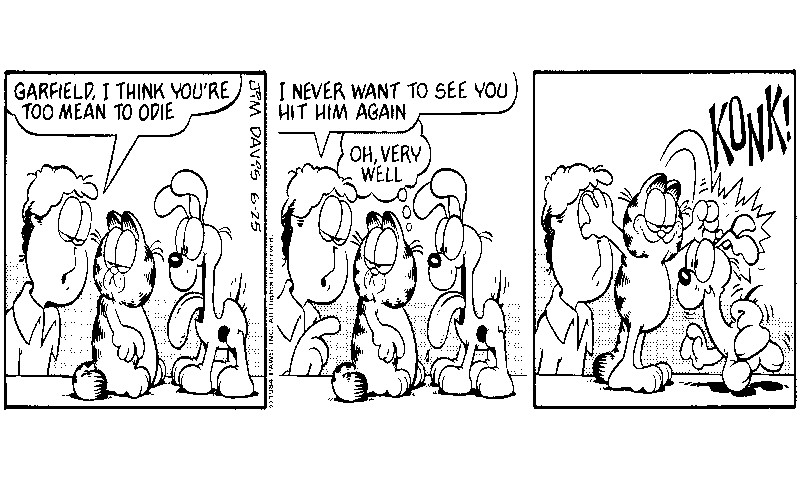 GARFIELD, I THINK YOU'RE
TOO MEAN TO ODIE
JIM DAVIS 6-25
I NEVER WANT TO SEE YOU
HIT HIM AGAIN
OH, VERY
WELL
KONK!